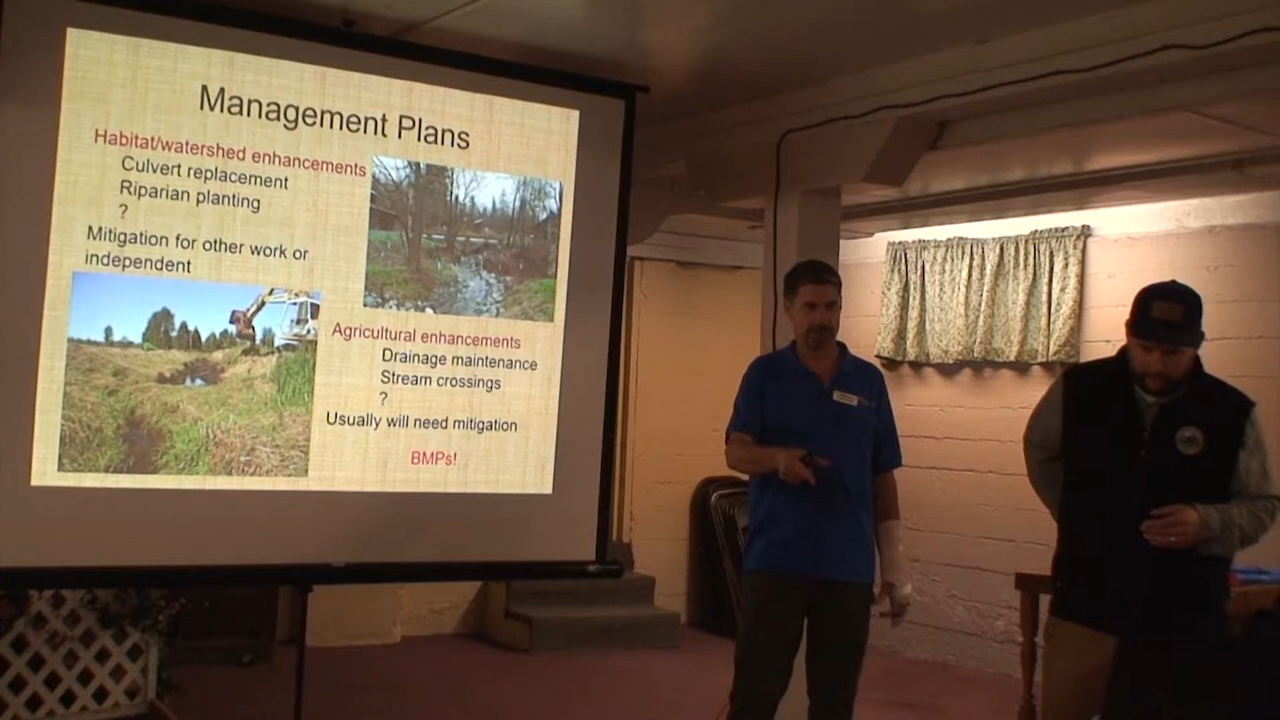 Management Plans
Habitat/watershed enhancements
Culvert replacement
Riparian planting
?
Mitigation for other work or
independent
Agricultural enhancements
Drainage maintenance
Stream crossings
?
Usually will need mitigation
BMPs!